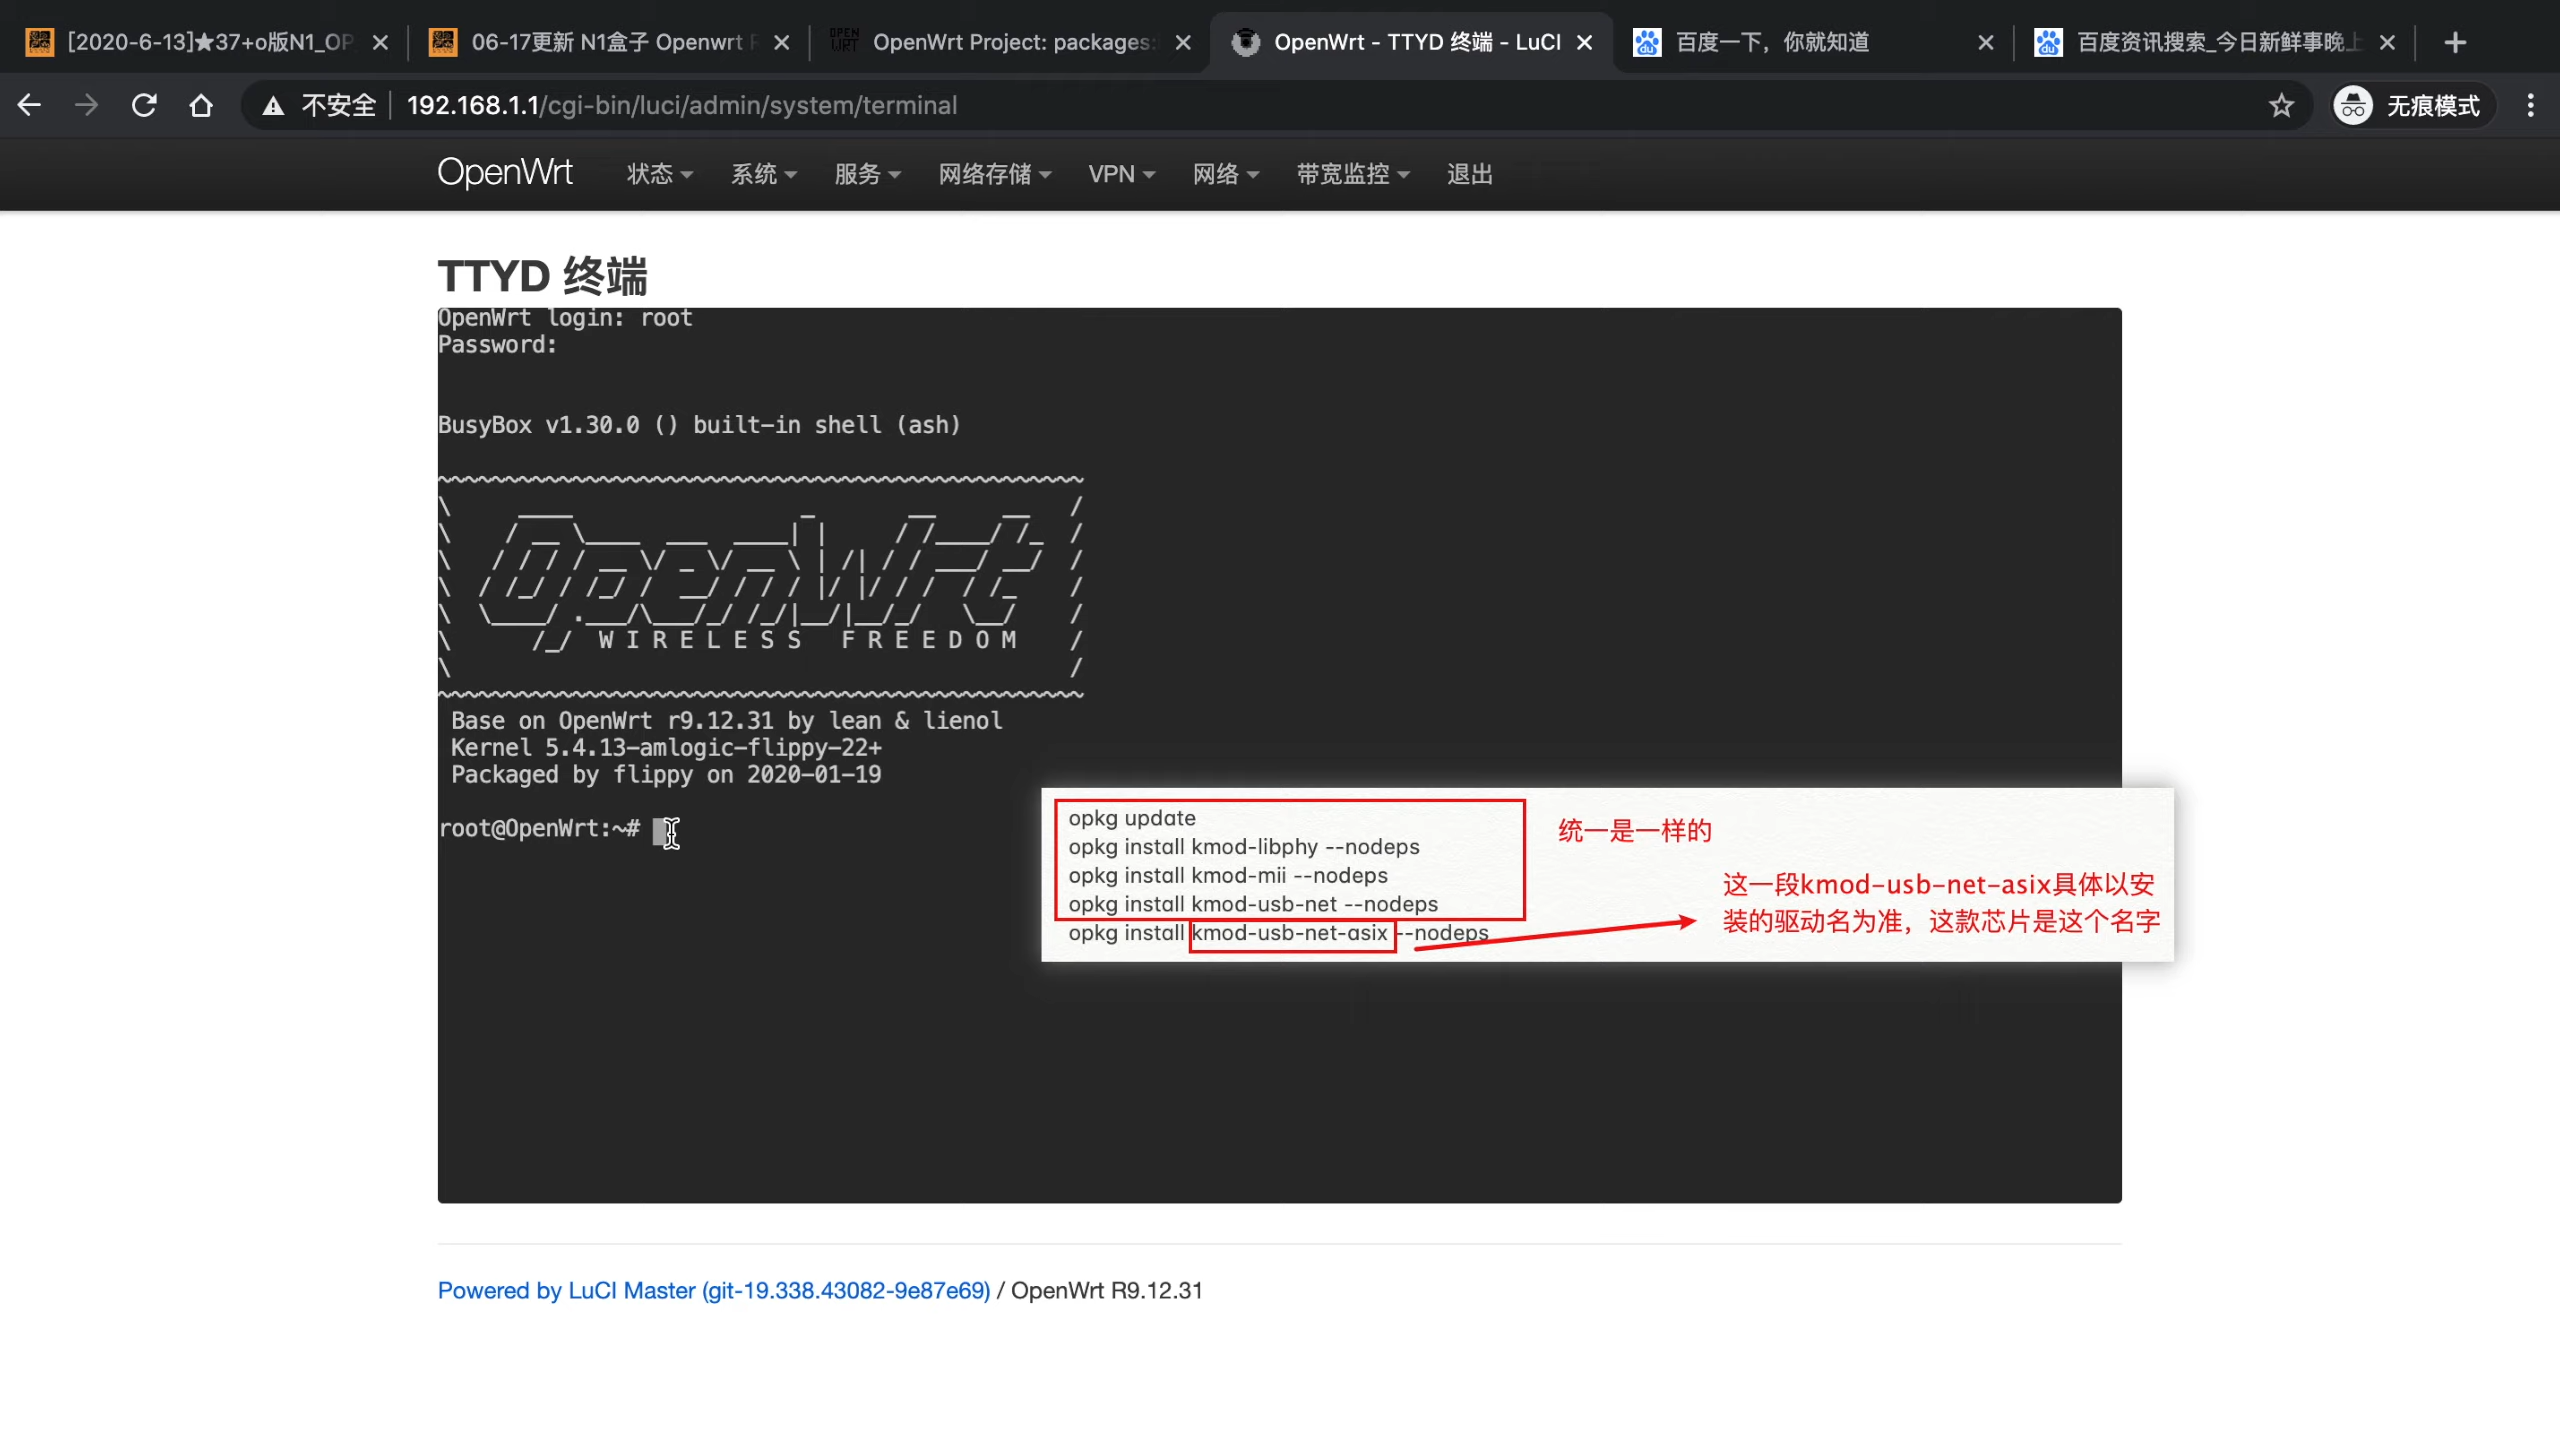 [2020-6-13]★37+o版N1_OP
06-17更新 N1盒子 Openwrt
OpenWrt Project: packages:
OpenWrt - TTYD 终端 - LuCI
百度一下，你就知道
百度资讯搜索_今日新鲜事晚上
不安全
192.168.1.1/cgi-bin/luci/admin/system/terminal
无痕模式
OpenWrt
状态
系统
服务
网络存储
VPN
网络
带宽监控
退出
TTYD 终端
OpenWrt login: root
Password:
BusyBox v1.30.0 () built-in shell (ash)
W I R E L E S S   F R E E D O M
Base on OpenWrt r9.12.31 by lean & lienol
Kernel 5.4.13-amlogic-flippy-22+
Packaged by flippy on 2020-01-19
root@OpenWrt:~#
opkg update
opkg install kmod-libphy --nodeps
opkg install kmod-mii --nodeps
opkg install kmod-usb-net --nodeps
opkg install kmod-usb-net-asix --nodeps
统一是一样的
这一段kmod-usb-net-asix具体以安
装的驱动名为准，这款芯片是这个名字
Powered by LuCI Master (git-19.338.43082-9e87e69) / OpenWrt R9.12.31